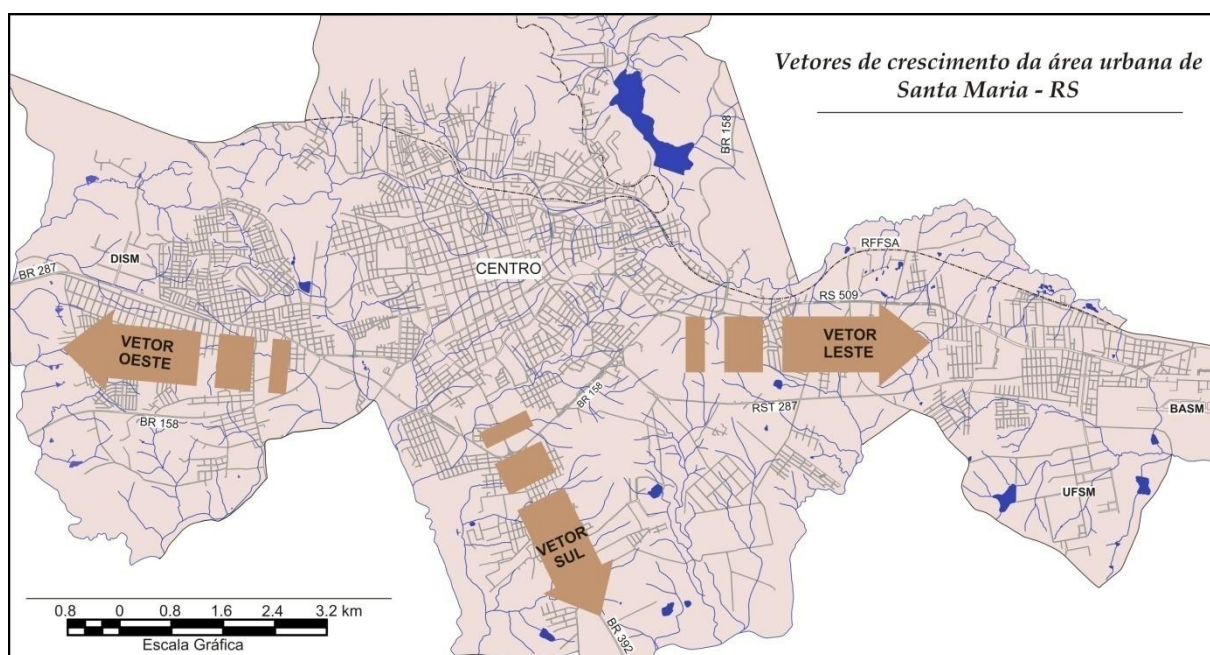 Vetores de crescimento da área urbana de
Santa Maria - RS
BR 158
RFFSA
DISM
BR 287
CENTRO
RS 509
VETOR
OESTE
VETOR
LESTE
BR 158
RST 287
BASM
BR 158
UFSM
VETOR
SUL
0.8 0 0.8 1.6 2.4 3.2 km
Escala Gráfica
BR 392